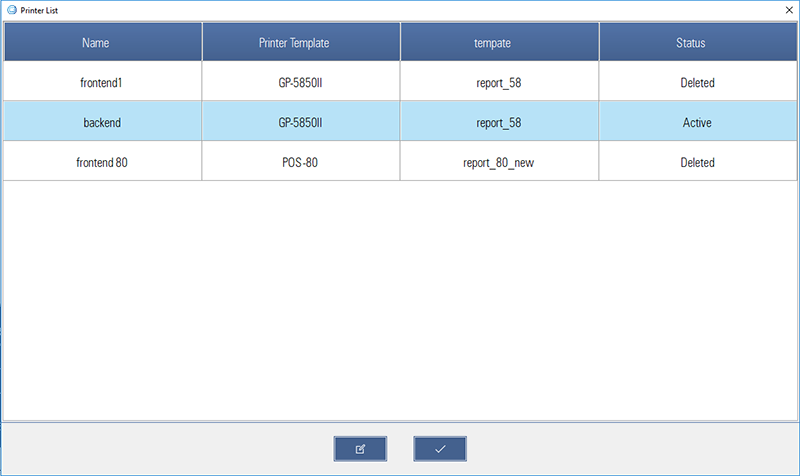 Printer List
Name Printer Template tempate Status
frontend1 GP-5850II report_58 Deleted
backend GP-5850II report_58 Active
frontend 80 POS-80 report_80_new Deleted